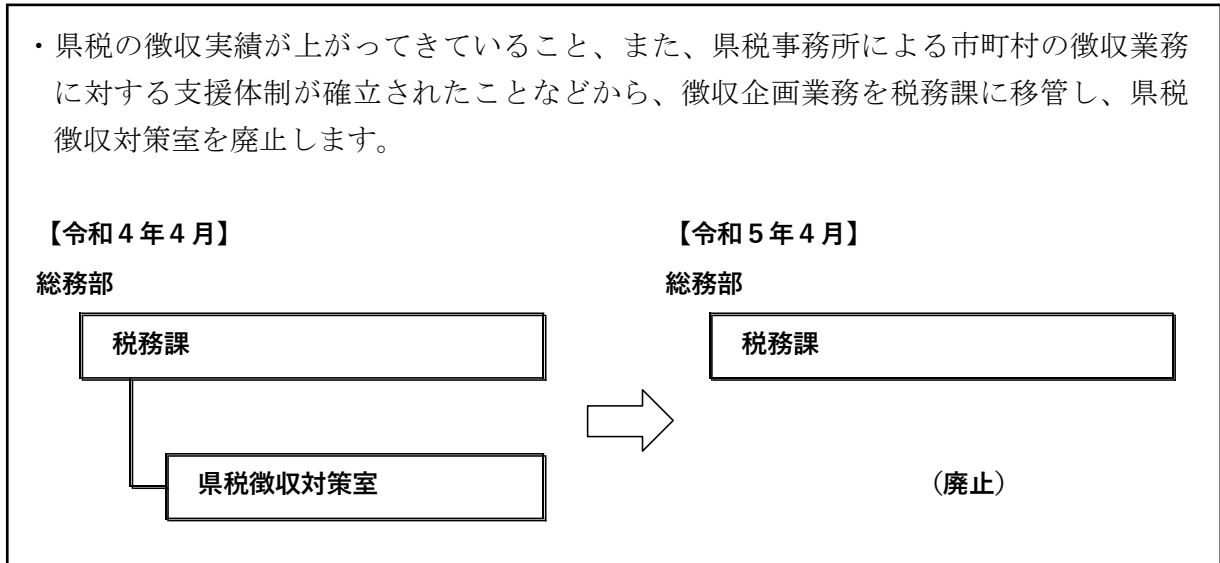 ・県税の徴収実績が上がってきていること、また、県税事務所による市町村の徴収業務
に対する支援体制が確立されたことなどから、徴収企画業務を税務課に移管し、県税
徴収対策室を廃止します。
【令和４年４月】
総務部
税務課
県税徴収対策室
【令和５年４月】
総務部
税務課
（廃止）